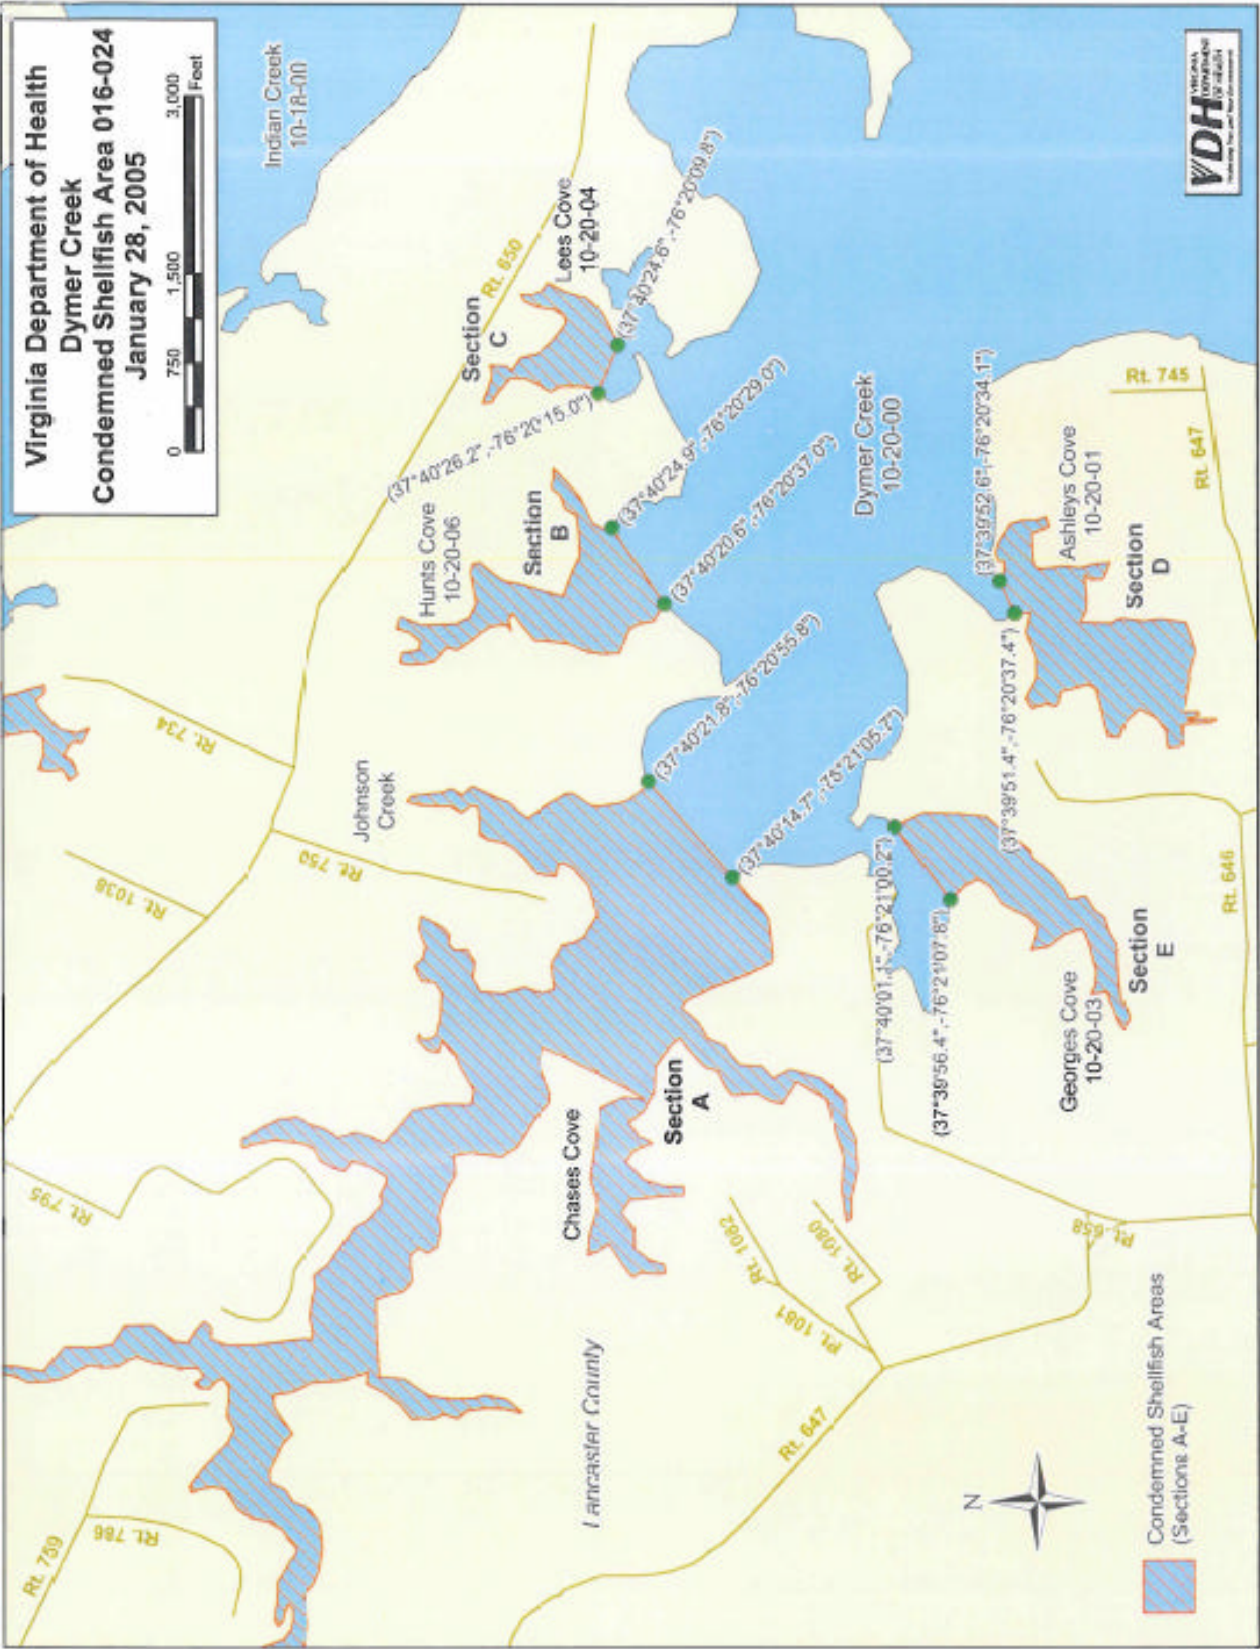 Virginia Department of Health
Dymer Creek
Condemned Shellfish Area 016-024
January 28, 2005
0 750 1,500 3,000
Feet
Indian Creek
10-18-00
Rt. 759
Rt. 786
Rt. 795
Rt. 1038
Rt. 734
Rt. 750
Johnson
Creek
Hunts Cove
10-20-06
Section
B
Section
C
Rt. 650
Lees Cove
10-20-04
(37°40'26.2",-76°20'15.0")
(37°40'24.6",-76°20'09.8")
(37°40'24.9",-76°20'29.0")
(37°40'20.6",-76°20'37.0")
(37°40'21.8",-76°20'55.8")
(37°40'14.7",-75°21'05.7")
Chases Cove
Section
A
Lancaster County
Rt. 1082
Rt. 1080
Rt. 1081
Rt. 647
Rt. 658
Dymer Creek
10-20-00
(37°40'01.1",-76°21'00.2")
(37°39'56.4",-76°21'07.8")
(37°39'52.6",-76°20'34.1")
(37°39'51.4",-76°20'37.4")
Georges Cove
10-20-03
Section
E
Ashleys Cove
10-20-01
Section
D
Rt. 745
Rt. 647
Rt. 646
N
Condemned Shellfish Areas
(Sections A-E)
VDH VIRGINIA
DEPARTMENT
OF HEALTH